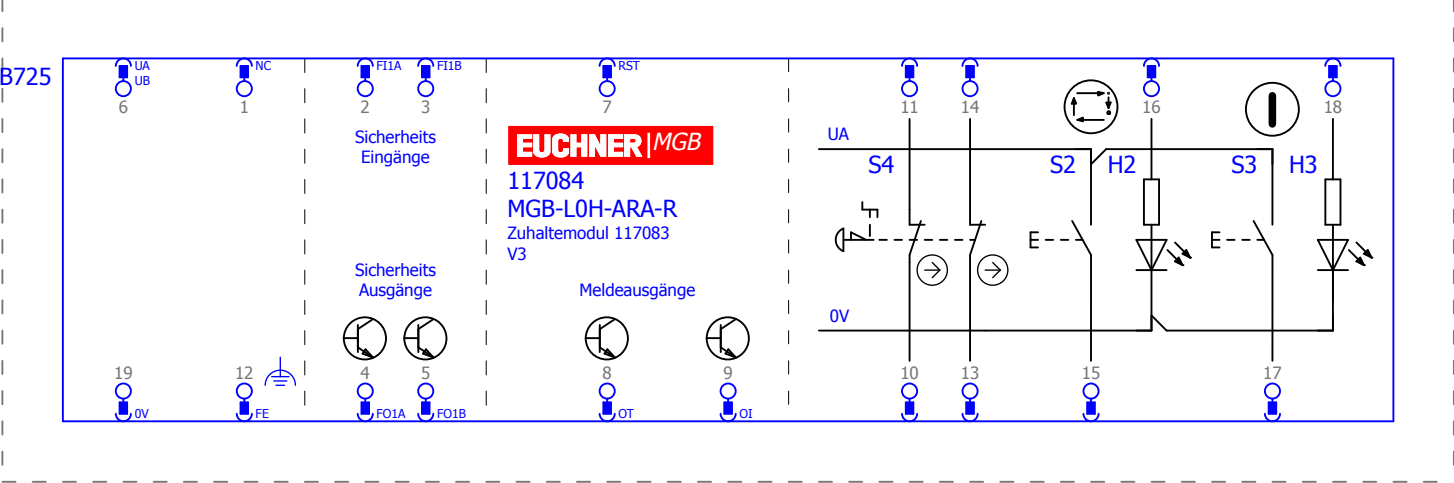 B725
UA
UB
NC
FI1A
FI1B
RST
6
1
2
3
7
11
14
16
18
Sicherheits
Eingänge
EUCHNER|MGB
117084
MGB-L0H-ARA-R
Zuhaltemodul 117083
V3
UA
S4
S2
H2
S3
H3
E
E
Sicherheits
Ausgänge
Meldeausgänge
0V
19
12
4
5
8
9
10
13
15
17
0V
FE
FO1A
FO1B
OT
OI